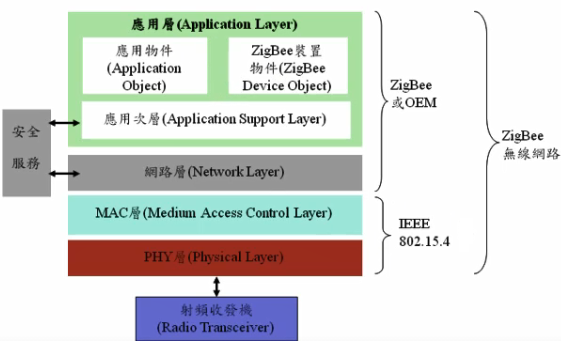 應用層(Application Layer)
應用物件
(Application
Object)
ZigBee裝置
物件(ZigBee
Device Object)
應用次層(Application Support Layer)
安全
服務
網路層(Network Layer)
MAC層(Medium Access Control Layer)
PHY層(Physical Layer)
射頻收發機
(Radio Transceiver)
ZigBee
或OEM
IEEE
802.15.4
ZigBee
無線網路